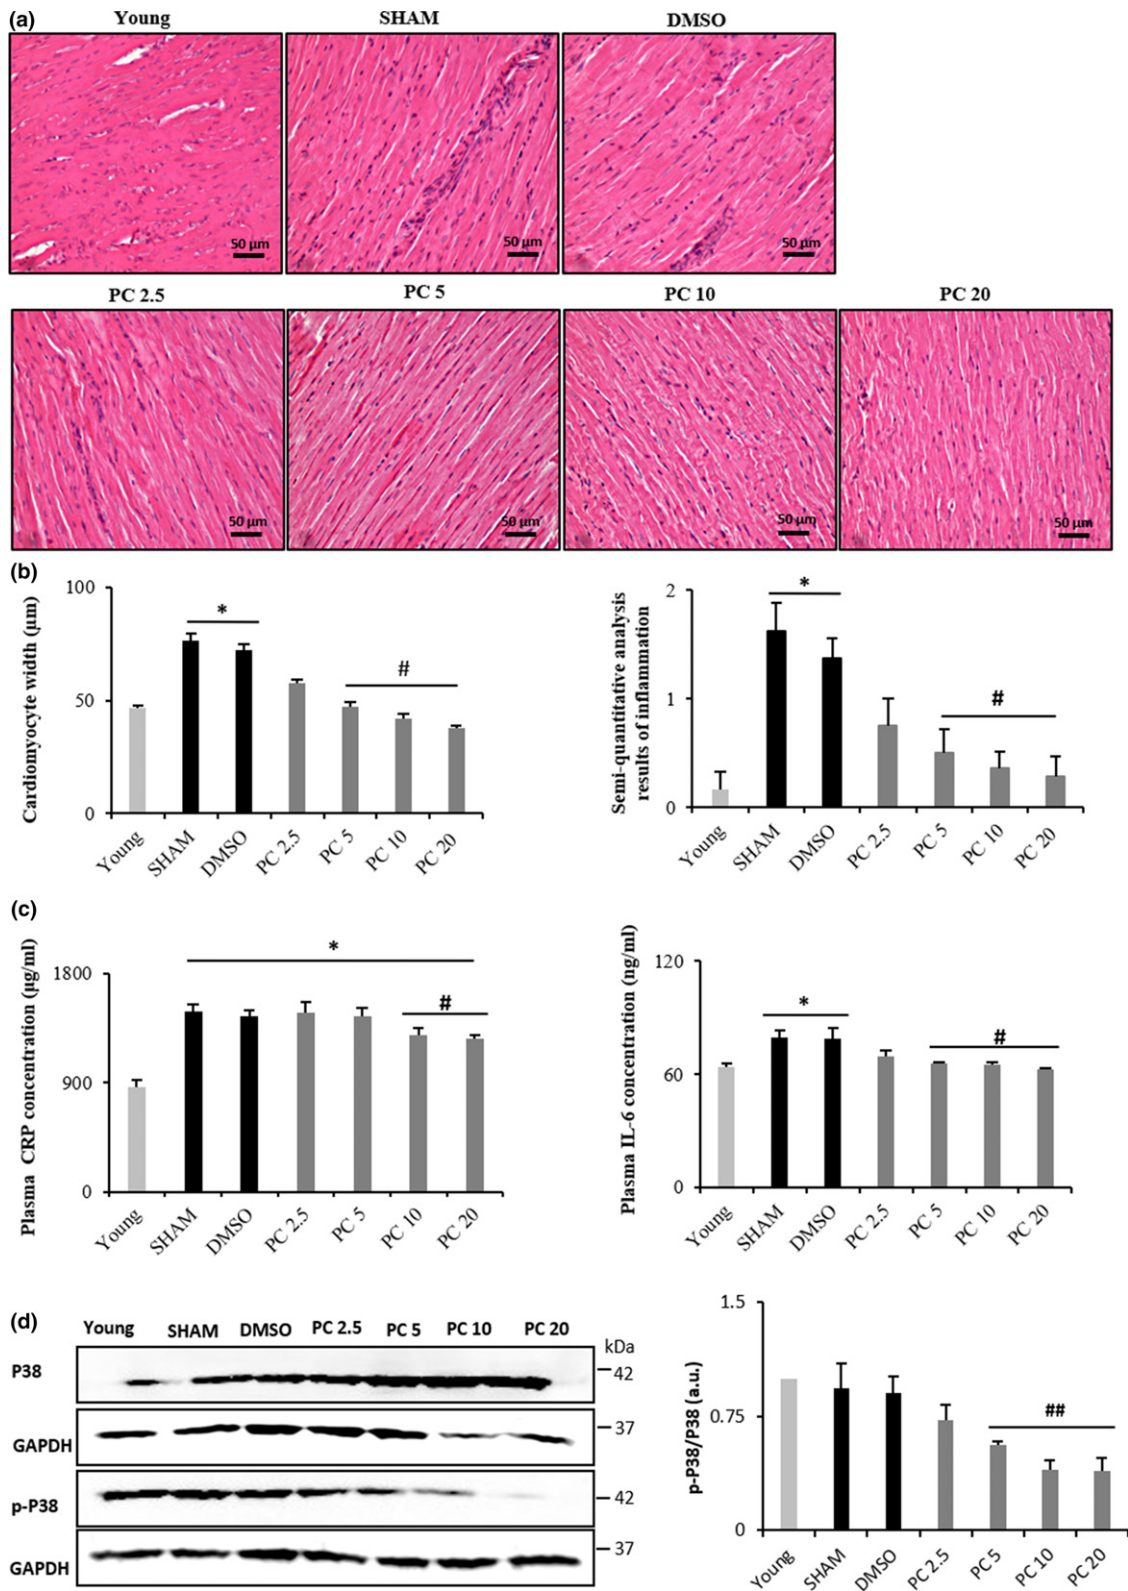 (a)
Young SHAM DMSO
50 µm 50 µm 50 µm
PC 2.5 PC 5 PC 10 PC 20
50 µm 50 µm 50 µm 50 µm
(b)
Cardiomyocyte width (µm)
100
50
0
*
#
Young SHAM DMSO PC 2.5 PC 5 PC 10 PC 20
Semi-quantitative analysis
results of inflammation
2
1
0
*
#
Young SHAM DMSO PC 2.5 PC 5 PC 10 PC 20
(c)
Plasma CRP concentration (µg/ml)
1800
900
0
*
#
Young SHAM DMSO PC 2.5 PC 5 PC 10 PC 20
Plasma IL-6 concentration (ng/ml)
120
60
0
*
#
Young SHAM DMSO PC 2.5 PC 5 PC 10 PC 20
(d)
Young SHAM DMSO PC 2.5 PC 5 PC 10 PC 20
kDa
P38 42
GAPDH 37
p-P38 42
GAPDH 37
p-P38/P38 (a.u.)
1.5
0.75
0
##
Young SHAM DMSO PC 2.5 PC 5 PC 10 PC 20